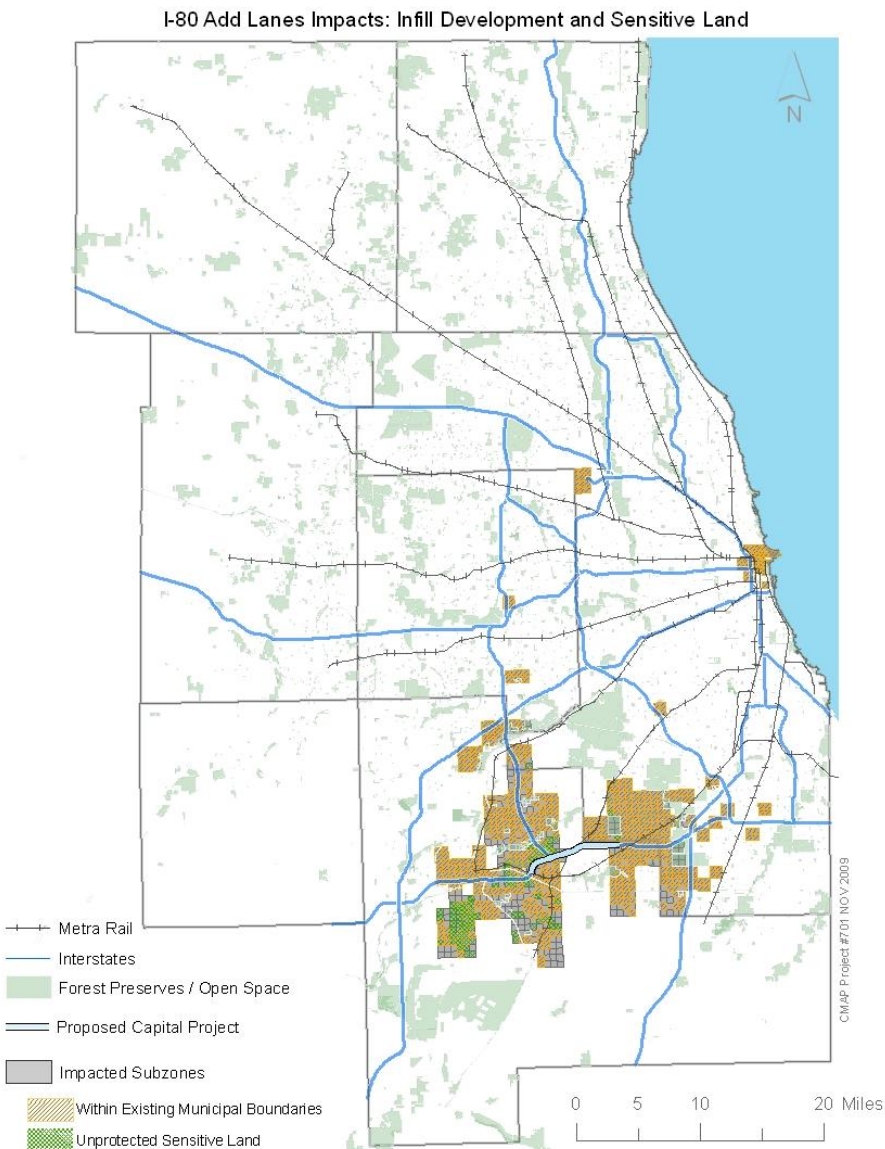 I-80 Add Lanes Impacts: Infill Development and Sensitive Land
N
CMAP Project #701 NOV 2009
Metra Rail
Interstates
Forest Preserves / Open Space
Proposed Capital Project
Impacted Subzones
Within Existing Municipal Boundaries
Unprotected Sensitive Land
0 5 10 20 Miles